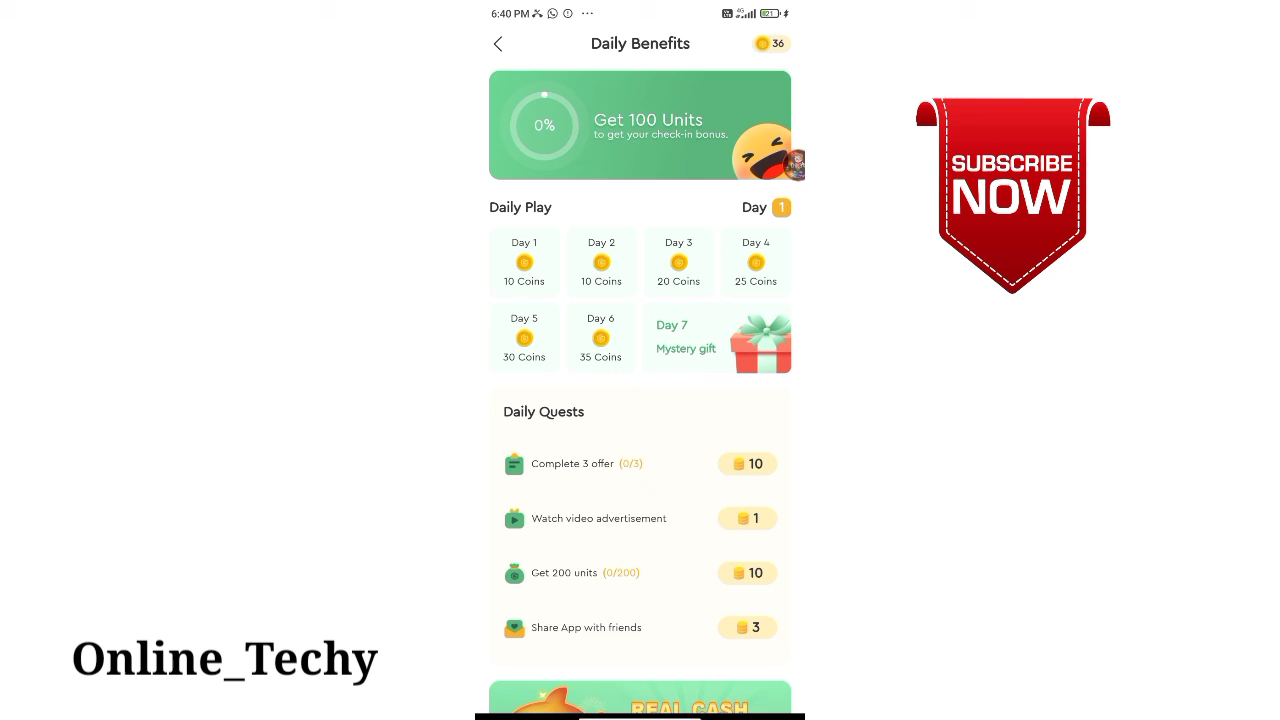 6:40 PM
4G
21
Daily Benefits
36
0%
Get 100 Units
to get your check-in bonus.
Daily Play
Day 1
Day 1
Day 2
Day 3
Day 4
10 Coins
10 Coins
20 Coins
25 Coins
Day 5
Day 6
Day 7
Mystery gift
30 Coins
35 Coins
Daily Quests
Complete 3 offer (0/3)
10
Watch video advertisement
1
Get 200 units (0/200)
10
Share App with friends
3
REAL CASH
SUBSCRIBE
NOW
Online_Techy